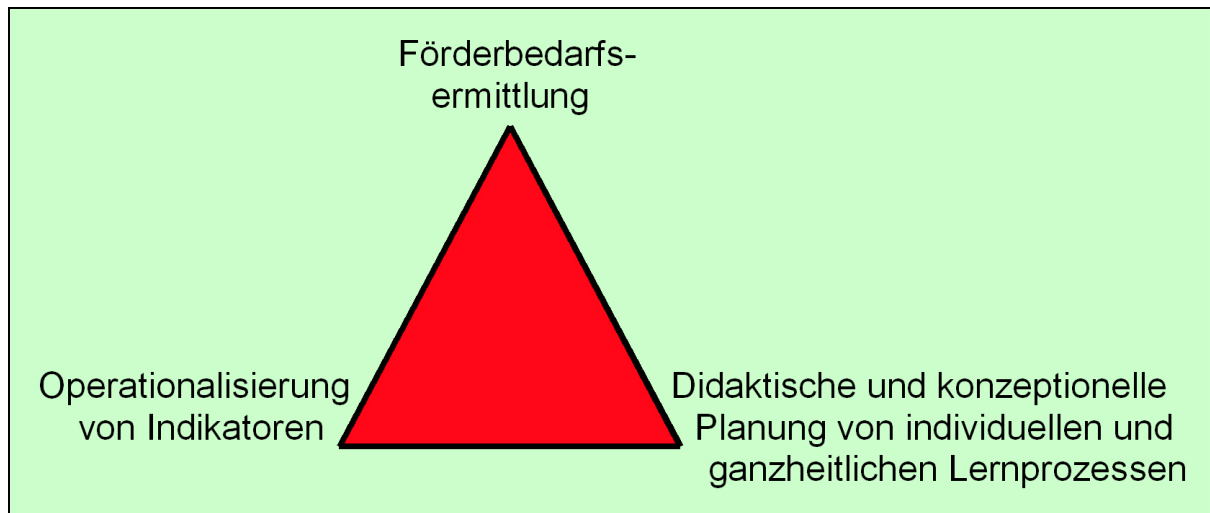 Förderbedarfs-
ermittlung
Operationalisierung
von Indikatoren
Didaktische und konzeptionelle
Planung von individuellen und
ganzheitlichen Lernprozessen